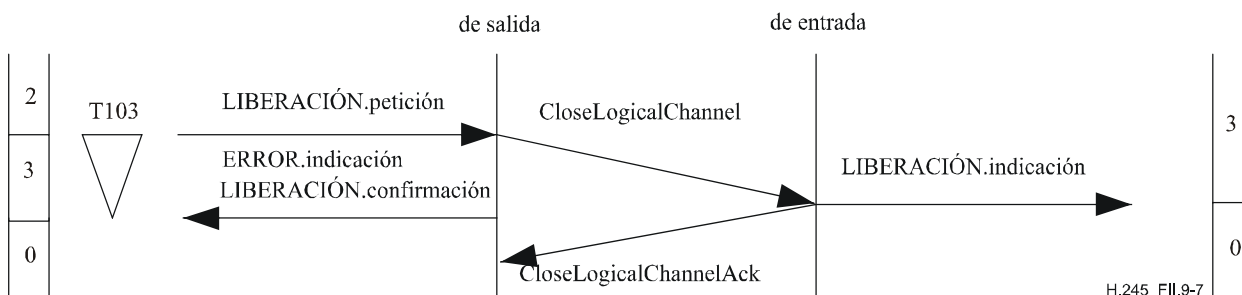 de salida
de entrada
2
T103
LIBERACIÓN.petición
CloseLogicalChannel
3
3
ERROR.indicación
LIBERACIÓN.confirmación
LIBERACIÓN.indicación
0
CloseLogicalChannelAck
0
H.245_FII.9-7